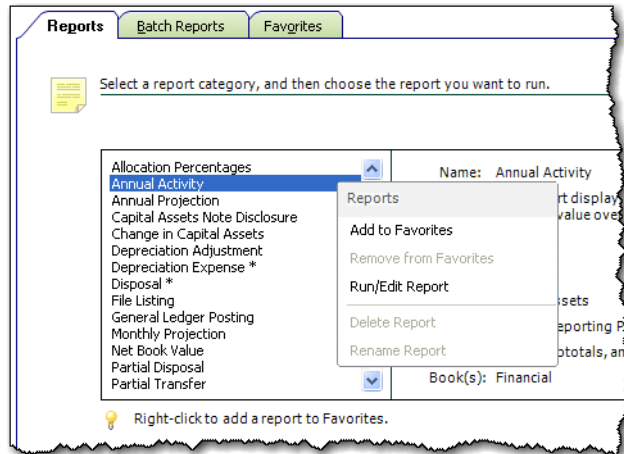 Reports Batch Reports Favorites
Select a report category, and then choose the report you want to run.
Allocation Percentages
Annual Activity
Annual Projection
Capital Assets Note Disclosure
Change in Capital Assets
Depreciation Adjustment
Depreciation Expense *
Disposal *
File Listing
General Ledger Posting
Monthly Projection
Net Book Value
Partial Disposal
Partial Transfer
Reports
Add to Favorites
Remove from Favorites
Run/Edit Report
Delete Report
Rename Report
Name: Annual Activity
display
value
Book(s): Financial
Right-click to add a report to Favorites.